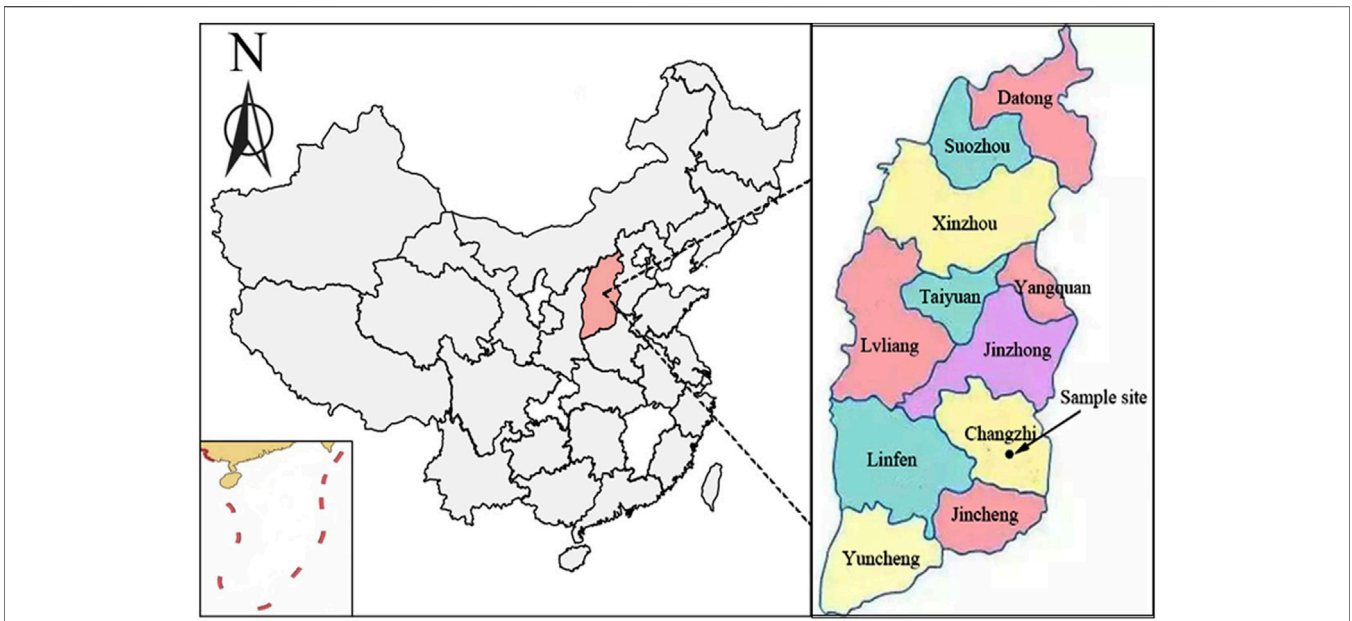 N
Datong
Suozhou
Xinzhou
Yangquan
Taiyuan
Lvliang
Jinzhong
Sample site
Changzhi
Linfen
Jincheng
Yuncheng